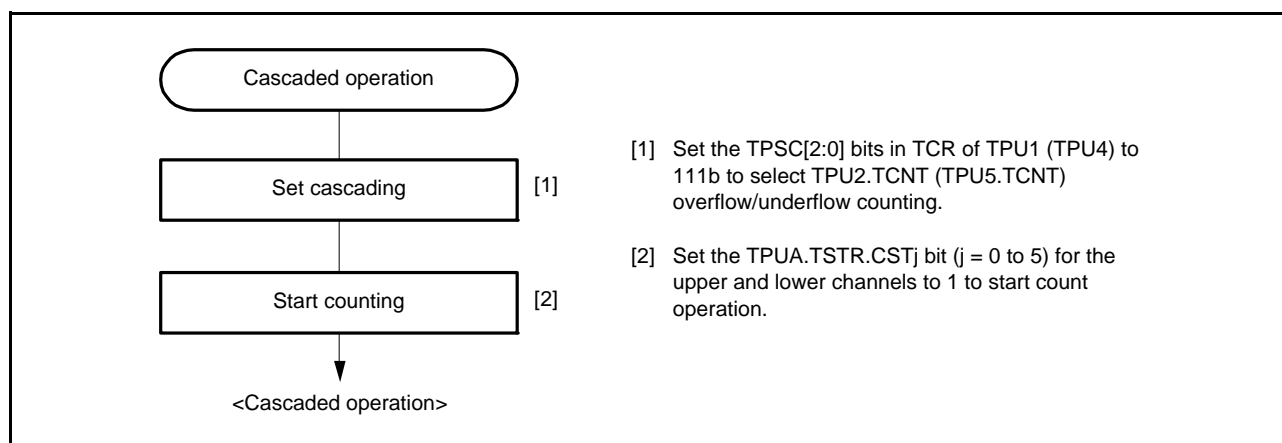 Cascaded operation
Set cascading
[1]
Start counting
[2]
<Cascaded operation>
[1] Set the TPSC[2:0] bits in TCR of TPU1 (TPU4) to
111b to select TPU2.TCNT (TPU5.TCNT)
overflow/underflow counting.
[2] Set the TPUA.TSTR.CSTj bit (j = 0 to 5) for the
upper and lower channels to 1 to start count
operation.